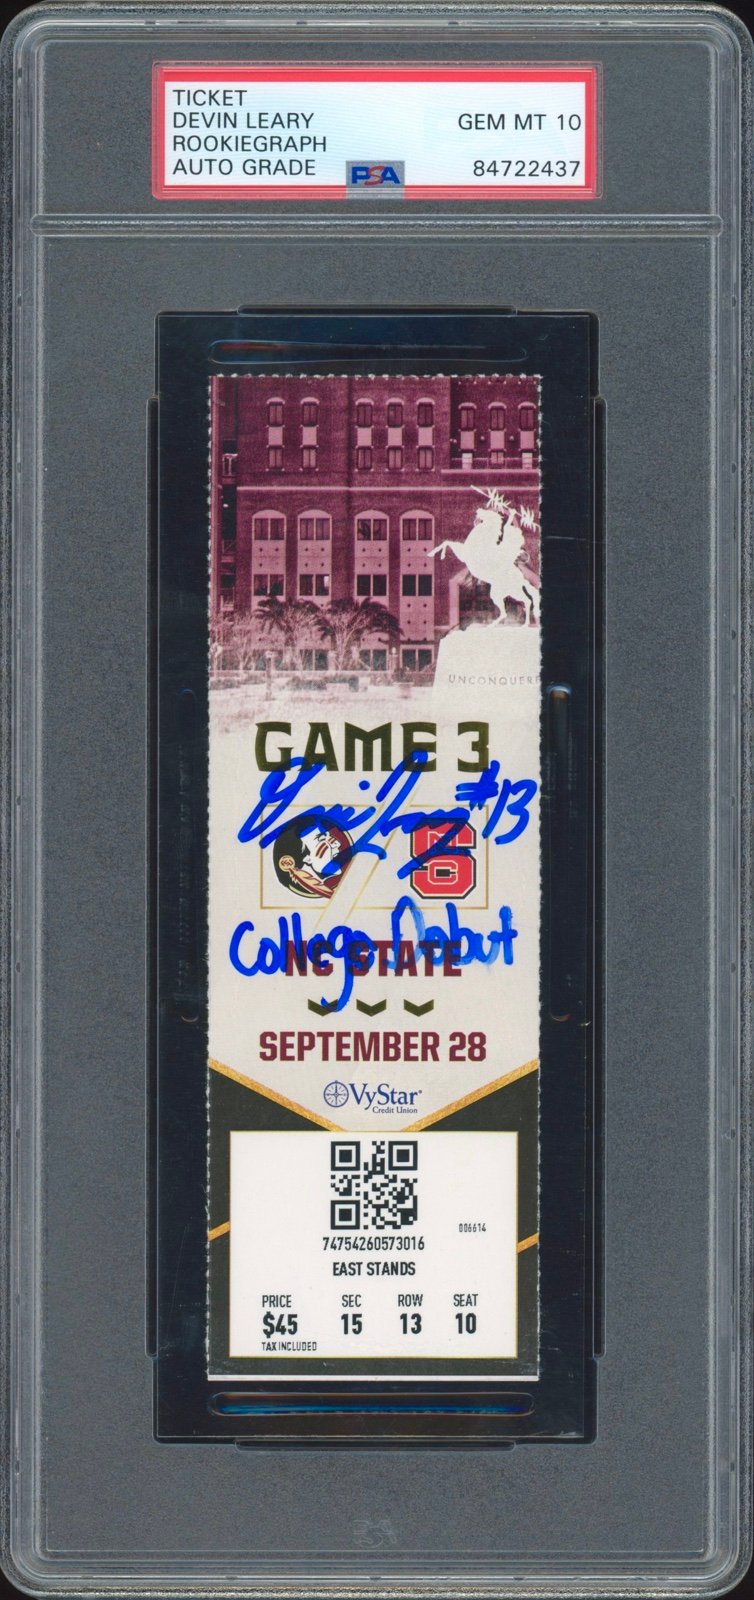 TICKET
DEVIN LEARY
ROOKIEGRAPH
AUTO GRADE
GEM MT 10
84722437
PSA
UNCONQUERE
GAME 3
Devin Leary #13
College Debut
NC STATE
SEPTEMBER 28
VyStar®
Credit Union
006614
74754260573016
EAST STANDS
PRICE SEC ROW SEAT
$45 15 13 10
TAX INCLUDED